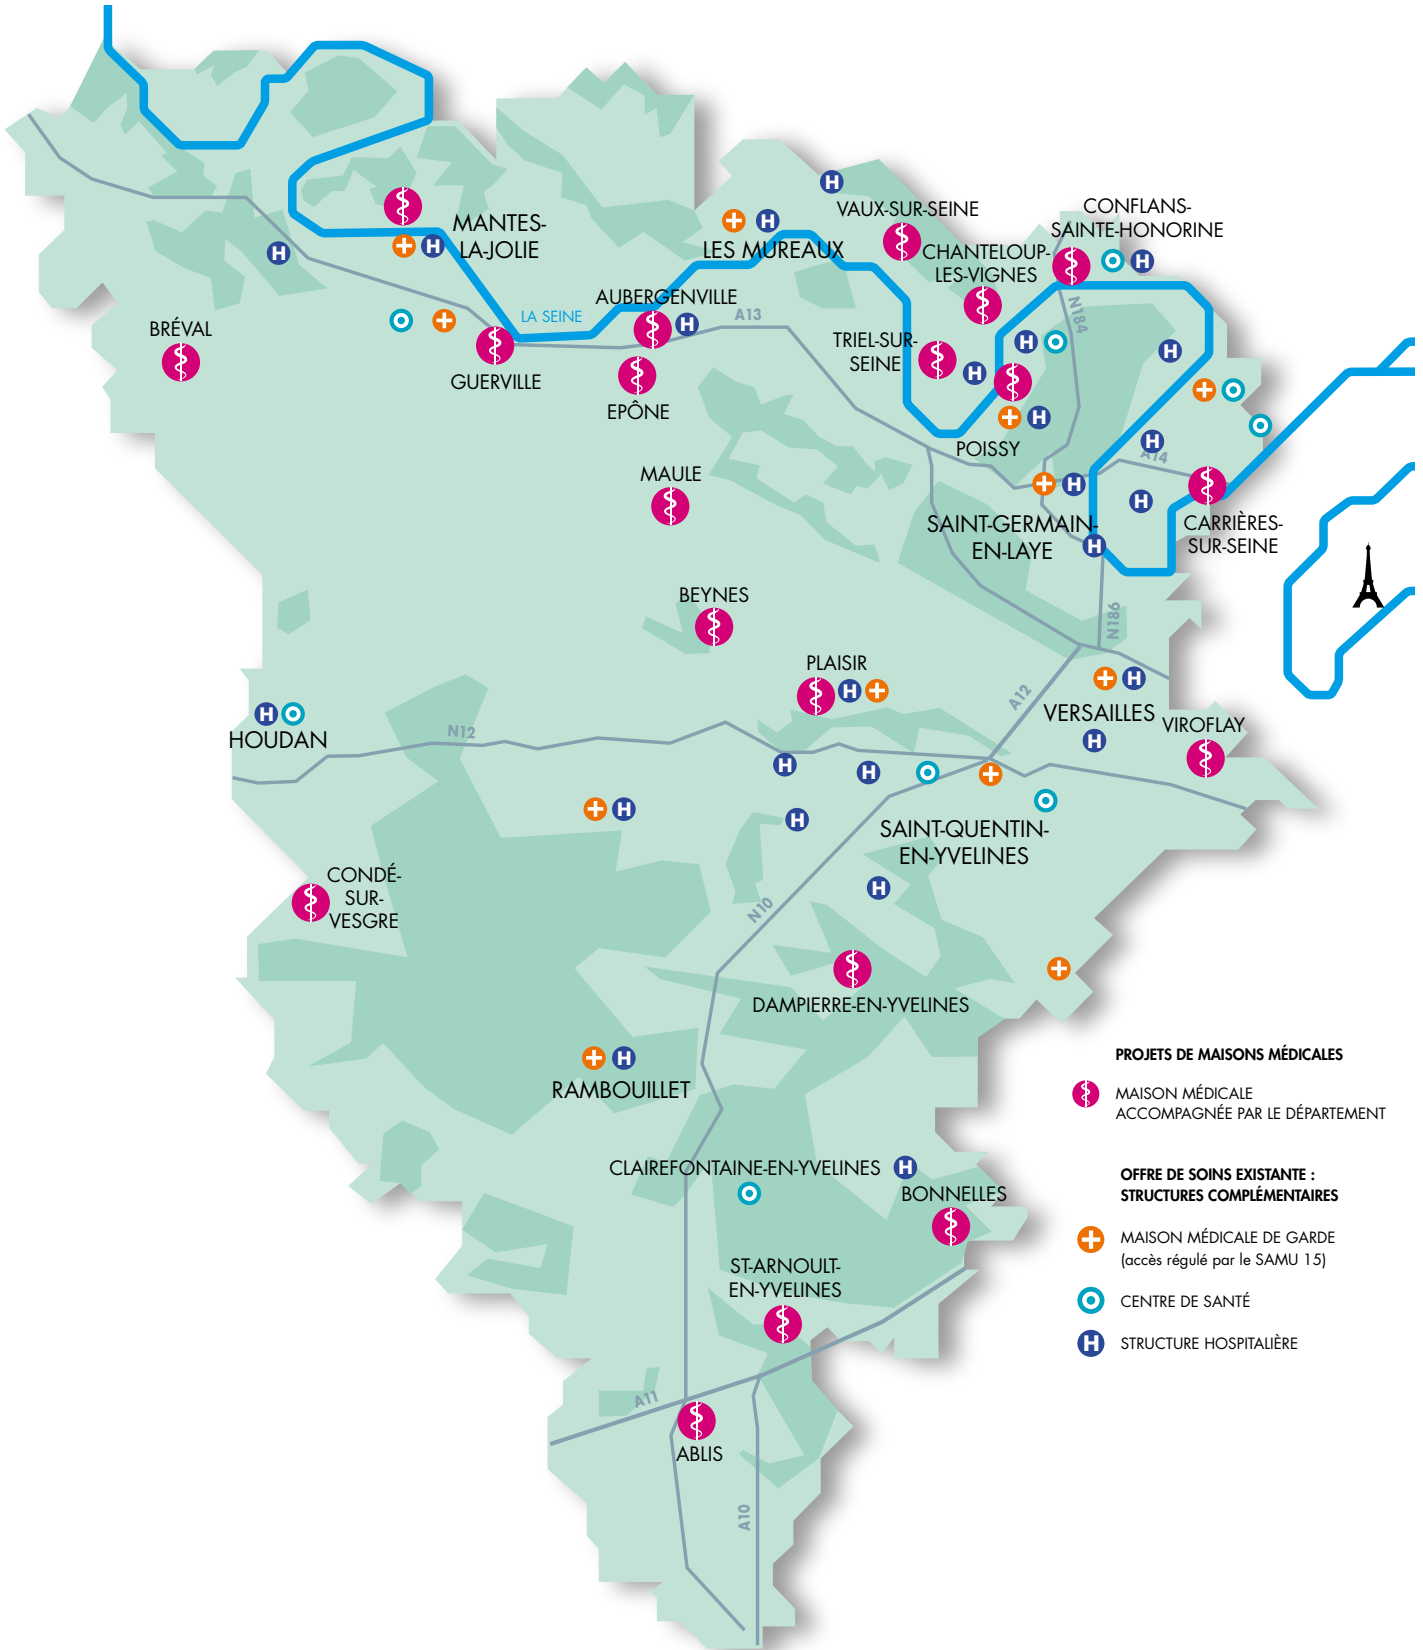 MANTES-
LA-JOLIE
H
H
H
H
LES MUREAUX
VAUX-SUR-SEINE
CONFLANS-
SAINTE-HONORINE
H
CHANTELOUP-
LES-VIGNES
N184
AUBERGENVILLE
H
LA SEINE
A13
BRÉVAL
GUERVILLE
EPÔNE
TRIEL-SUR-
SEINE
H
H
H
H
POISSY
H
A14
MAULE
H
H
SAINT-GERMAIN-
EN-LAYE
H
CARRIÈRES-
SUR-SEINE
BEYNES
N186
PLAISIR
H
H
A12
VERSAILLES
H
VIROFLAY
H
HOUDAN
N12
H
H
H
H
SAINT-QUENTIN-
EN-YVELINES
H
CONDÉ-
SUR-
VESGRE
N10
DAMPIERRE-EN-YVELINES
H
RAMBOUILLET
CLAIREFONTAINE-EN-YVELINES
H
BONNELLES
ST-ARNOULT-
EN-YVELINES
A11
ABLIS
A10
PROJETS DE MAISONS MÉDICALES
MAISON MÉDICALE
ACCOMPAGNÉE PAR LE DÉPARTEMENT
OFFRE DE SOINS EXISTANTE :
STRUCTURES COMPLÉMENTAIRES
MAISON MÉDICALE DE GARDE
(accès régulé par le SAMU 15)
CENTRE DE SANTÉ
H
STRUCTURE HOSPITALIÈRE